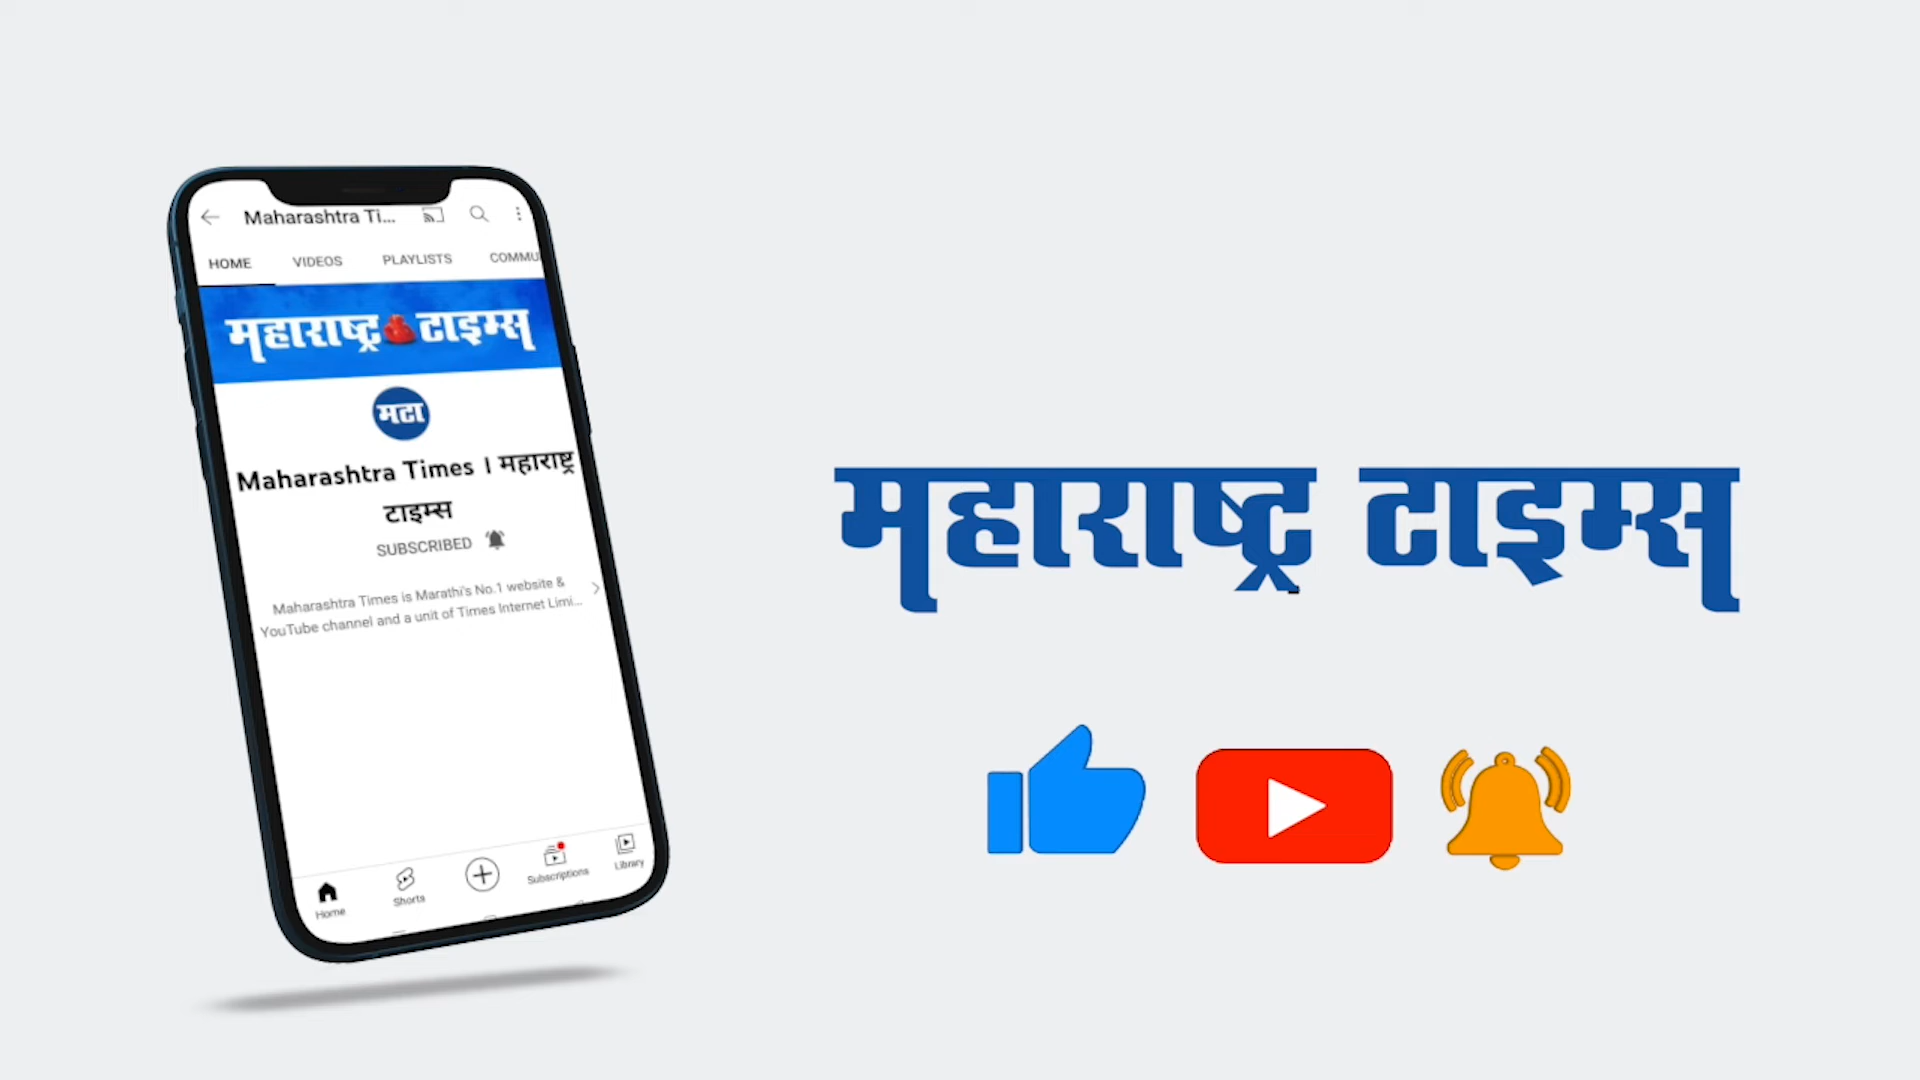 Maharashtra Ti...
HOME VIDEOS PLAYLISTS COMMU
महाराष्ट्र टाइम्स
मटा
Maharashtra Times । महाराष्ट्र
टाइम्स
SUBSCRIBED
Maharashtra Times is Marathi's No.1 website &
YouTube channel and a unit of Times Internet Limi...
Home Shorts Subscriptions Library
महाराष्ट्र टाइम्स